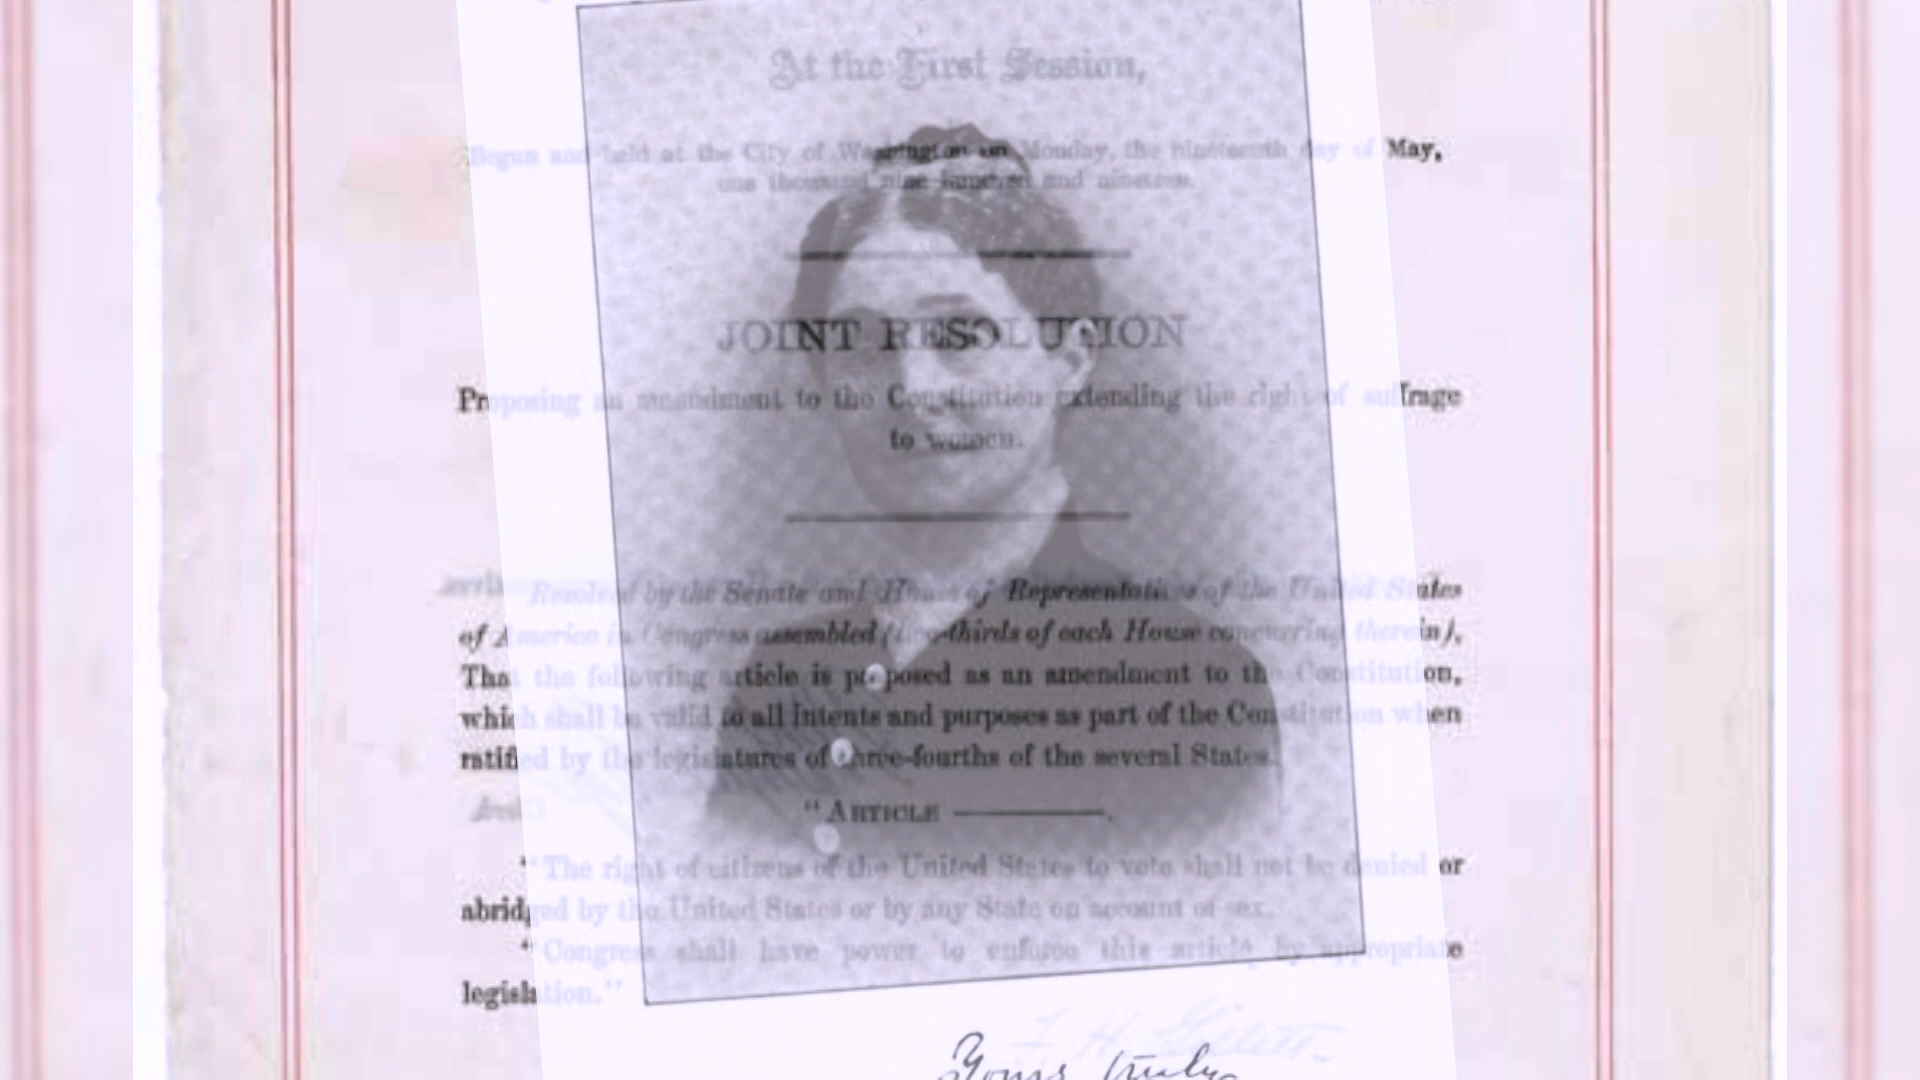 At the First Session,
Begun and held at the City of Washington on Monday, the nineteenth day of May,
one thousand nine hundred and nineteen.
JOINT RESOLUTION
Proposing an amendment to the Constitution extending the right of suffrage
to women.
Resolved by the Senate and House of Representatives of the United States
of America in Congress assembled (two-thirds of each House concurring therein),
That the following article is proposed as an amendment to the Constitution,
which shall be valid to all intents and purposes as part of the Constitution when
ratified by the legislatures of three-fourths of the several States.
"ARTICLE ————.
"The right of citizens of the United States to vote shall not be denied or
abridged by the United States or by any State on account of sex.
"Congress shall have power to enforce this article by appropriate
legislation."
F. H. Gillett.
Yours truly